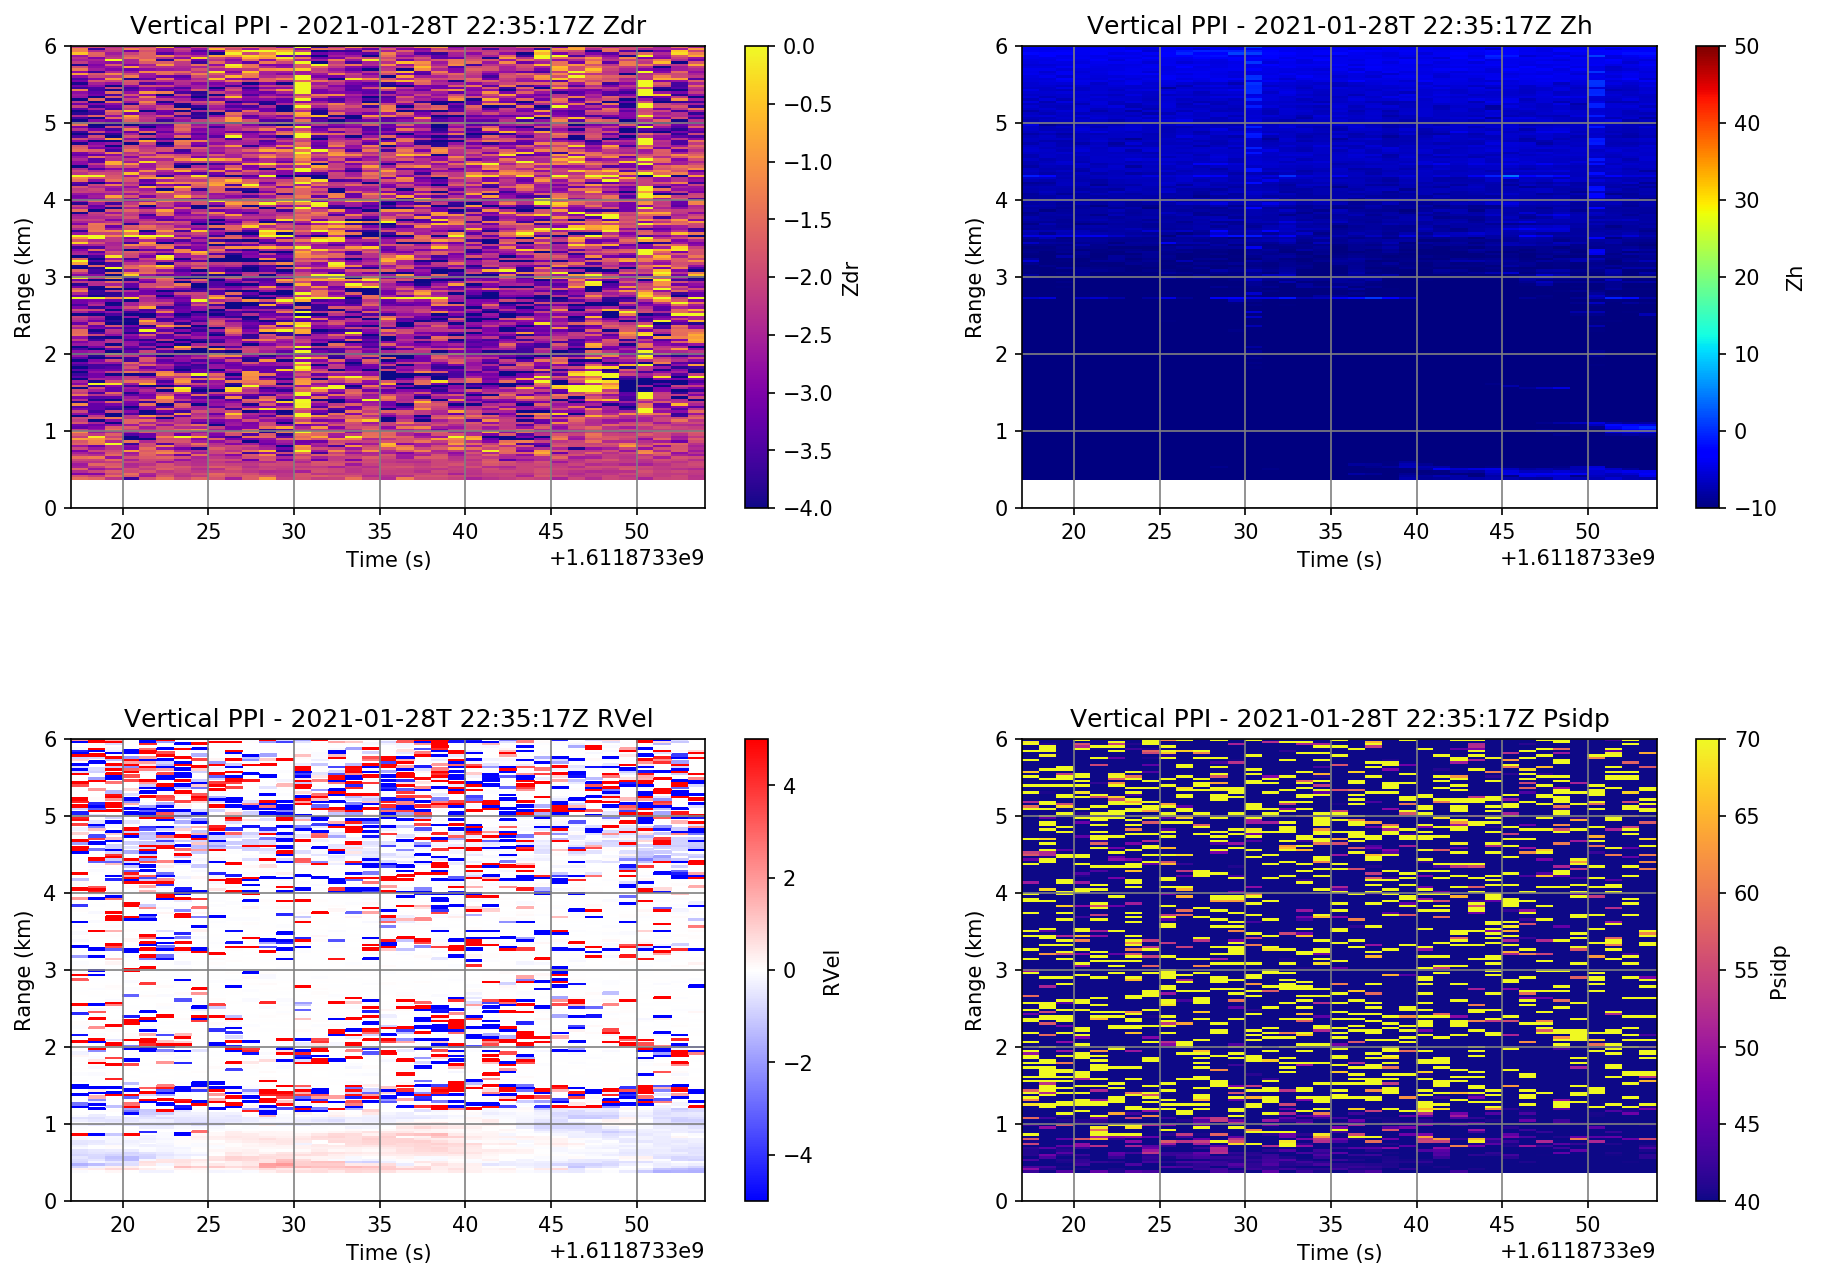 Vertical PPI - 2021-01-28T 22:35:17Z Zdr
6
5
4
3
2
1
0
Range (km)
20 25 30 35 40 45 50
Time (s)
+1.6118733e9
0.0
−0.5
−1.0
−1.5
−2.0
−2.5
−3.0
−3.5
−4.0
Zdr
Vertical PPI - 2021-01-28T 22:35:17Z Zh
6
5
4
3
2
1
0
Range (km)
20 25 30 35 40 45 50
Time (s)
+1.6118733e9
50
40
30
20
10
0
−10
Zh
Vertical PPI - 2021-01-28T 22:35:17Z RVel
6
5
4
3
2
1
0
Range (km)
20 25 30 35 40 45 50
Time (s)
+1.6118733e9
4
2
0
−2
−4
RVel
Vertical PPI - 2021-01-28T 22:35:17Z Psidp
6
5
4
3
2
1
0
Range (km)
20 25 30 35 40 45 50
Time (s)
+1.6118733e9
70
65
60
55
50
45
40
Psidp